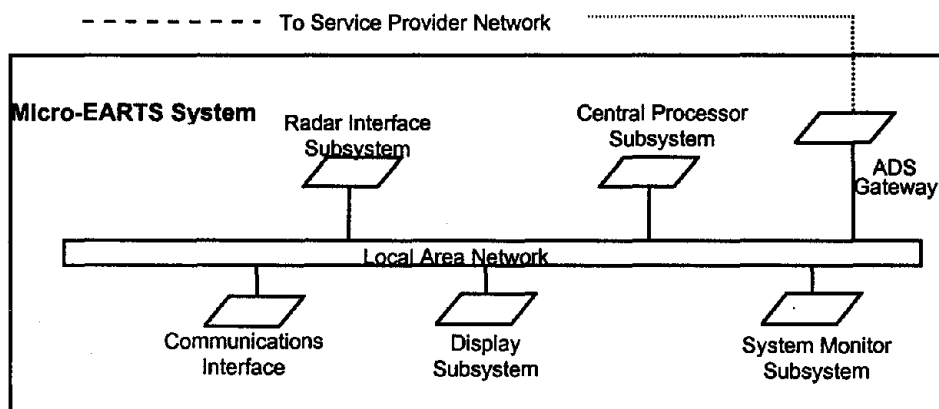 To Service Provider Network
Micro-EARTS System
Radar Interface
Subsystem
Central Processor
Subsystem
ADS
Gateway
Local Area Network
Communications
Interface
Display
Subsystem
System Monitor
Subsystem